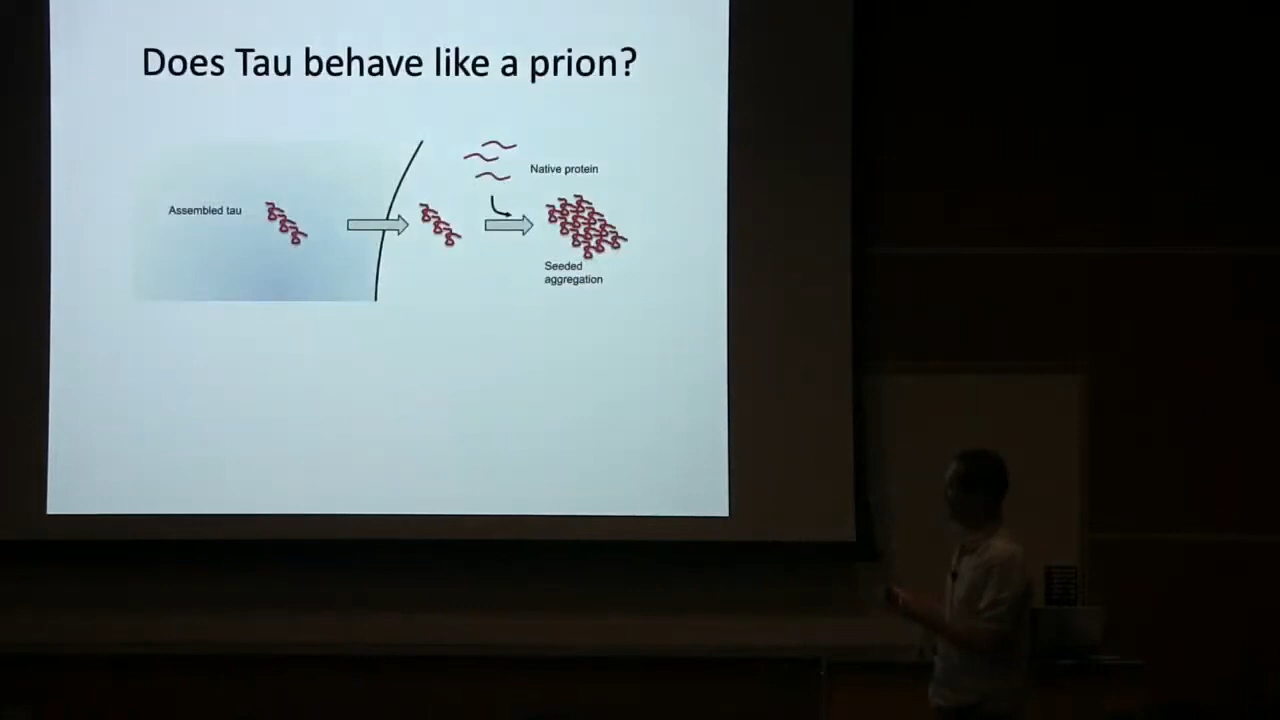 Does Tau behave like a prion?
Native protein
Assembled tau
Seeded
aggregation